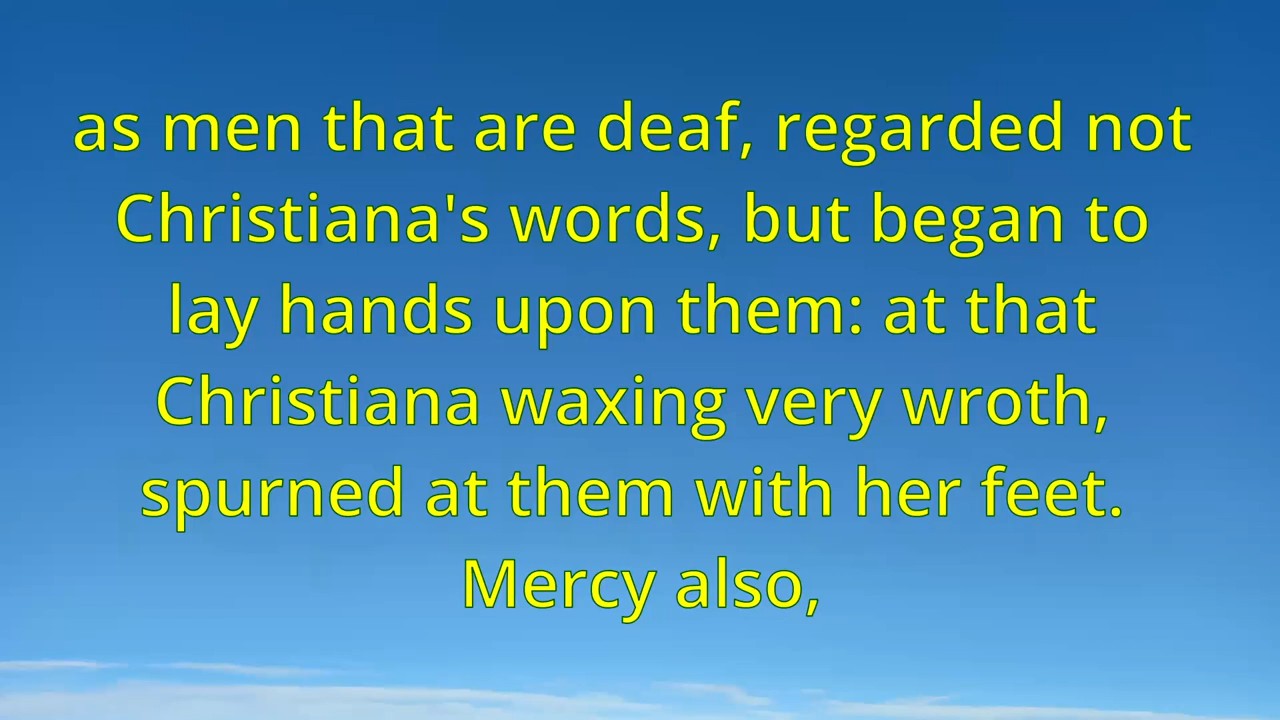 as men that are deaf, regarded not
Christiana's words, but began to
lay hands upon them: at that
Christiana waxing very wroth,
spurned at them with her feet.
Mercy also,